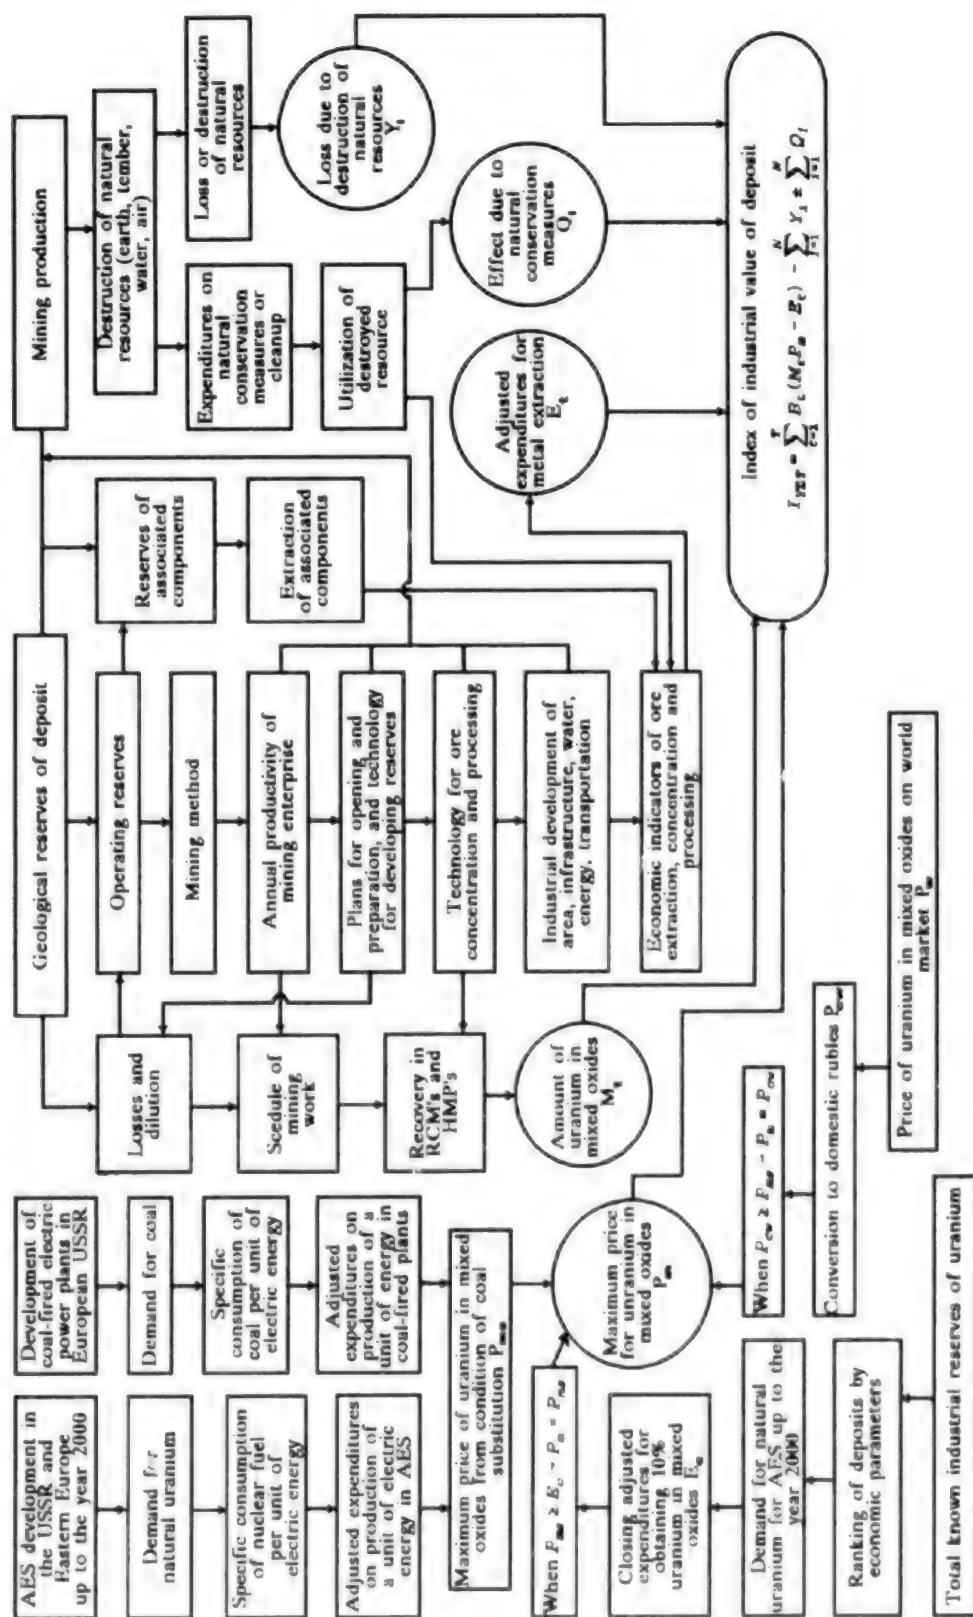 AES development in
the USSR and
Eastern Europe
up to the year 2000
Demand for
natural uranium
Specific consumption
of nuclear fuel
per unit of
electric energy
Adjusted expenditures
on production of
a unit of electric
energy in AES
Development of
coal-fired electric
power plants in
European USSR
Demand for coal
Specific
consumption of
coal per unit of
electric energy
Adjusted
expenditures on
production of a
unit of energy in
coal-fired plants
Maximum price of uranium in mixed
oxides from condition of coal
substitution
When
Closing adjusted
expenditures for
obtaining 10%
uranium in mixed
oxides
Demand for natural
uranium for AES up to the
year 20000
Ranking of deposits by
economic parameters
Total known industrial reserves of uranium
Maximum price
for unranium in
mixed oxides
When
Conversion to domestic rubles
Price of uranium in mixed oxides on world
market
Geological reserves of deposit
Losses and
dilution
Scedule of
mining
work
Recovery in
RCM's and
HMP's
Amount of
uranium in
mixed oxides
Operating reserves
Mining method
Annual productivity of
mining enterprise
Plans for opening and
preparation, and technology
for developing reserves
Technology for ore
concentration and processing
Industrial development of
area, infrastructure, water,
energy, transportation
Economic indicators of ore
extraction, concentration and
processing
Reserves of
associated
components
Extraction
of associated
components
Mining production
Destruction of natural
resources (earth, tember,
water, air)
Expenditures on
natural
conservation
measures or
cleanup
Utilization of
destroyed
resource
Loss or destruction
of natural
resources
Loss due to
destruction of
natural
resources
Effect due to
natural
conservation
measures
Adjusted
expenditures for
metal extraction
Index of industrial value of deposit